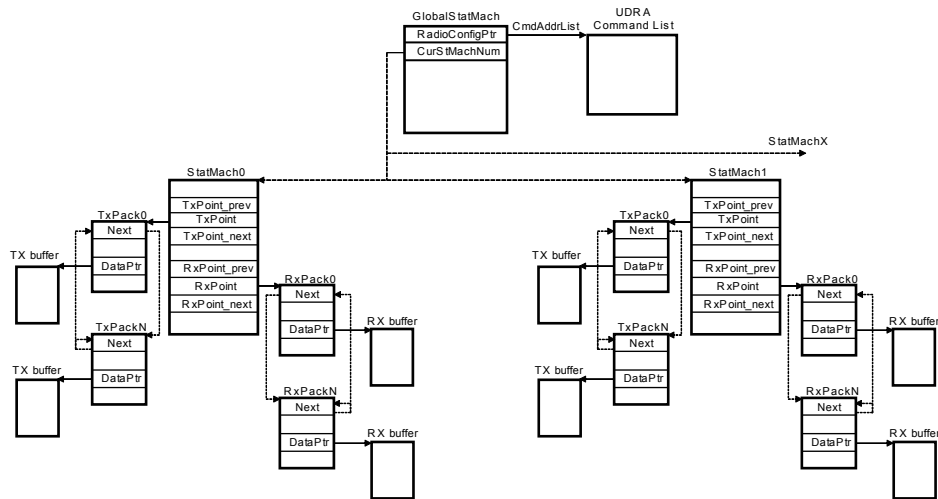 GlobalStatMach
UDRA
Command List
RadioConfigPtr
CmdAddrList
CurStMachNum
StatMachX
StatMach0
StatMach1
TxPoint_prev
TxPoint
TxPoint_next
RxPoint_prev
RxPoint
RxPoint_next
TxPack0
Next
DataPtr
TX buffer
TxPackN
Next
DataPtr
TX buffer
RxPack0
Next
DataPtr
RX buffer
RxPackN
Next
DataPtr
RX buffer
TxPoint_prev
TxPoint
TxPoint_next
RxPoint_prev
RxPoint
RxPoint_next
TxPack0
Next
DataPtr
TX buffer
TxPackN
Next
DataPtr
TX buffer
RxPack0
Next
DataPtr
RX buffer
RxPackN
Next
DataPtr
RX buffer